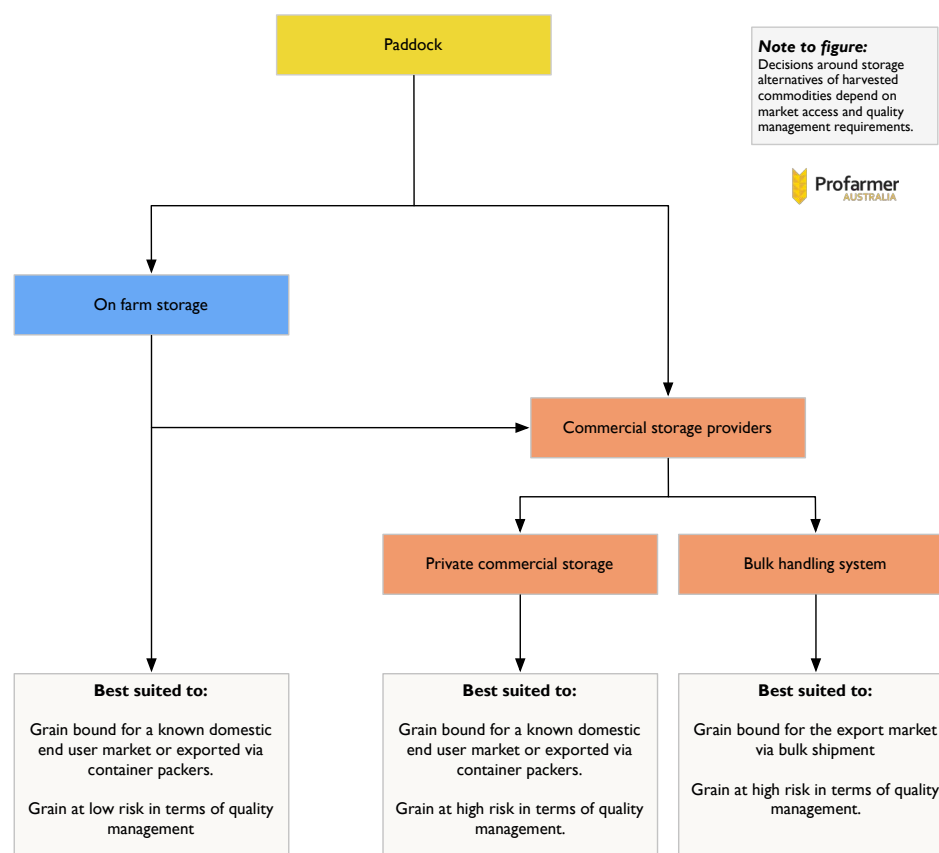 Paddock
Note to figure:
Decisions around storage
alternatives of harvested
commodities depend on
market access and quality
management requirements.
Profarmer
AUSTRALIA
On farm storage
Commercial storage providers
Private commercial storage
Bulk handling system
Best suited to:
Grain bound for a known domestic
end user market or exported via
container packers.
Grain at low risk in terms of quality
management
Best suited to:
Grain bound for a known domestic
end user market or exported via
container packers.
Grain at high risk in terms of quality
management.
Best suited to:
Grain bound for the export market
via bulk shipment
Grain at high risk in terms of quality
management.